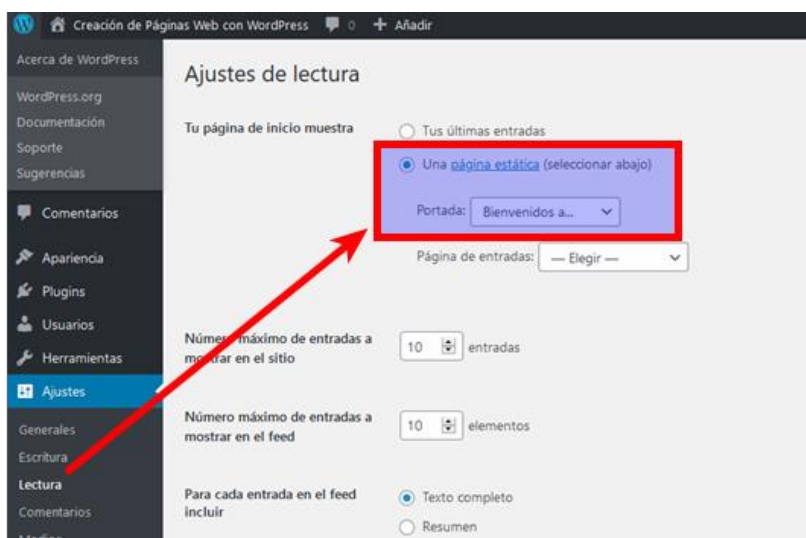 Creación de Páginas Web con WordPress 0 + Añadir
Acerca de WordPress
WordPress.org
Documentación
Soporte
Sugerencias
Comentarios
Apariencia
Plugins
Usuarios
Herramientas
Ajustes
Generales
Escritura
Lectura
Comentarios
Medios
Ajustes de lectura
Tu página de inicio muestra
Tus últimas entradas
Una página estática (seleccionar abajo)
Portada: Bienvenidos a...
Página de entradas: — Elegir —
Número máximo de entradas a
mostrar en el sitio
10 entradas
Número máximo de entradas a
mostrar en el feed
10 elementos
Para cada entrada en el feed
incluir
Texto completo
Resumen